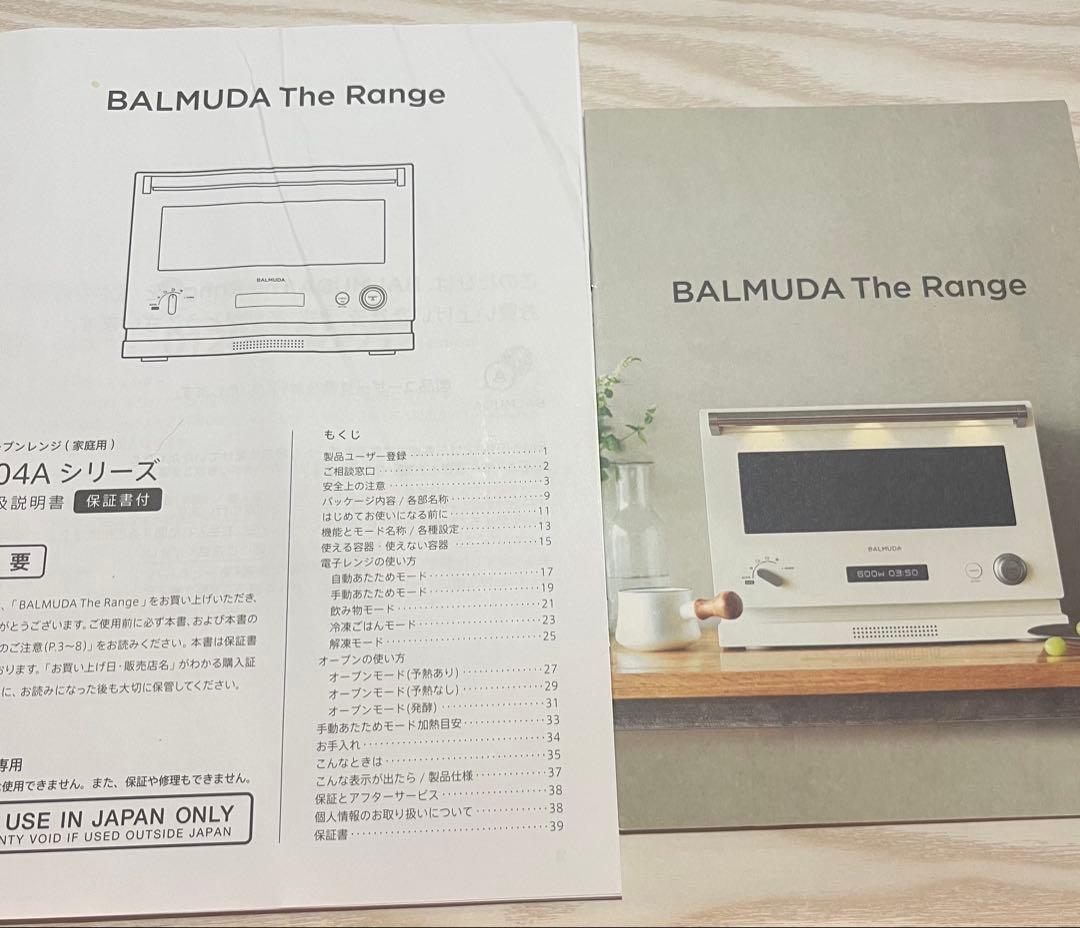 BALMUDA The Range
BALMUDA
ブンレンジ(家庭用)
04A シリーズ
扱説明書 保証書付
要
、「BALMUDA The Range」をお買い上げいただき、
がとうございます。ご使用前に必ず本書、および本書の
のご注意(P.3〜8)」をお読みください。本書は保証書
おります。「お買い上げ日・販売店名」がわかる購入証
に、お読みになった後も大切に保管してください。
専用
使用できません。また、保証や修理もできません。
USE IN JAPAN ONLY
NTY VOID IF USED OUTSIDE JAPAN
もくじ
製品ユーザー登録 1
ご相談窓口 2
安全上の注意 3
パッケージ内容 / 各部名称 9
はじめてお使いになる前に 11
機能とモード名称 / 各種設定 13
使える容器・使えない容器 15
電子レンジの使い方
自動あたためモード 17
手動あたためモード 19
飲み物モード 21
冷凍ごはんモード 23
解凍モード 25
オーブンの使い方
オーブンモード(予熱あり) 27
オーブンモード(予熱なし) 29
オーブンモード(発酵) 31
手動あたためモード加熱目安 33
お手入れ 34
こんなときは 35
こんな表示が出たら / 製品仕様 37
保証とアフターサービス 38
個人情報のお取り扱いについて 38
保証書 39
BALMUDA The Range
BALMUDA
600W 03:50